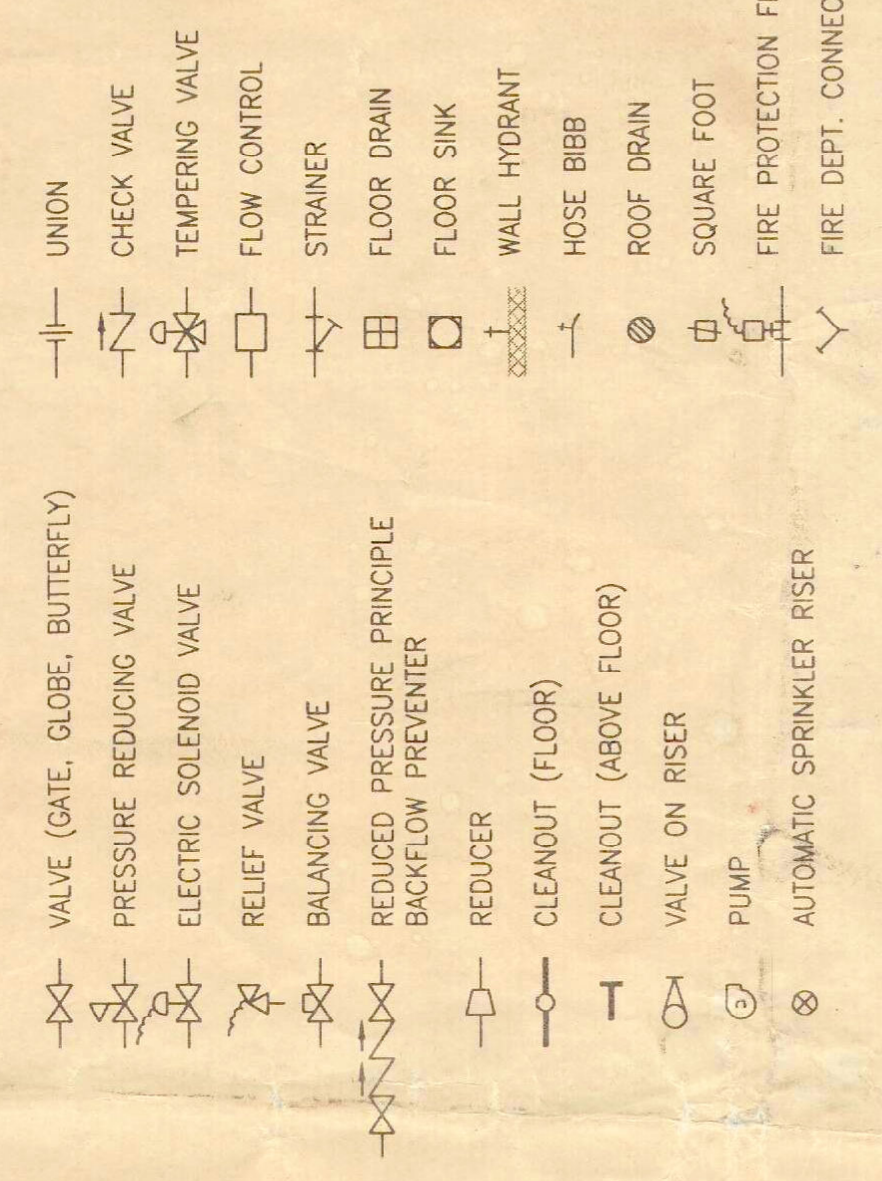 VALVE (GATE, GLOBE, BUTTERFLY)
PRESSURE REDUCING VALVE
ELECTRIC SOLENOID VALVE
RELIEF VALVE
BALANCING VALVE
REDUCED PRESSURE PRINCIPLE
BACKFLOW PREVENTER
REDUCER
CLEANOUT (FLOOR)
CLEANOUT (ABOVE FLOOR)
VALVE ON RISER
PUMP
AUTOMATIC SPRINKLER RISER
UNION
CHECK VALVE
TEMPERING VALVE
FLOW CONTROL
STRAINER
FLOOR DRAIN
FLOOR SINK
WALL HYDRANT
HOSE BIBB
ROOF DRAIN
SQUARE FOOT
FIRE PROTECTION
FIRE DEPT. CONNEC